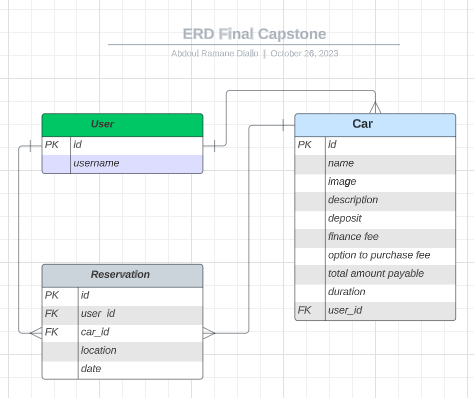 ERD Final Capstone
Abdoul Ramane Diallo | October 26, 2023
User
PK id
username
Car
PK id
name
image
description
deposit
finance fee
option to purchase fee
total amount payable
duration
FK user_id
Reservation
PK id
FK user_id
FK car_id
location
date